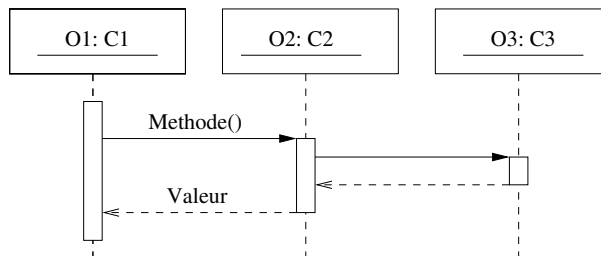 O1: C1
O2: C2
O3: C3
Methode()
Valeur